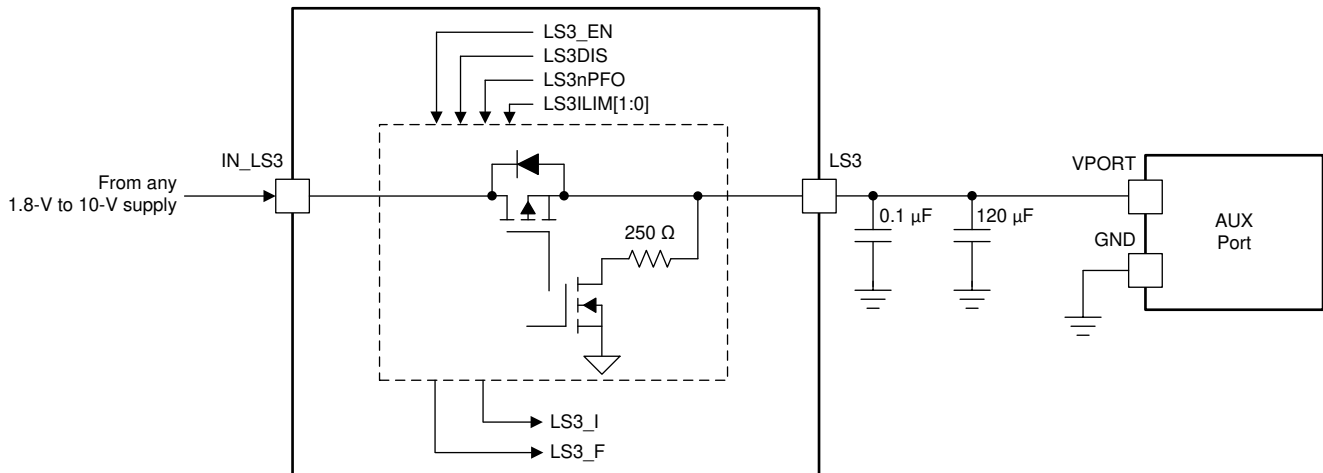 LS3_EN
LS3DIS
LS3nPFO
LS3ILIM[1:0]
IN_LS3
LS3
VPORT
From any
1.8-V to 10-V supply
0.1 µF
120 µF
AUX
Port
GND
250 Ω
LS3_I
LS3_F